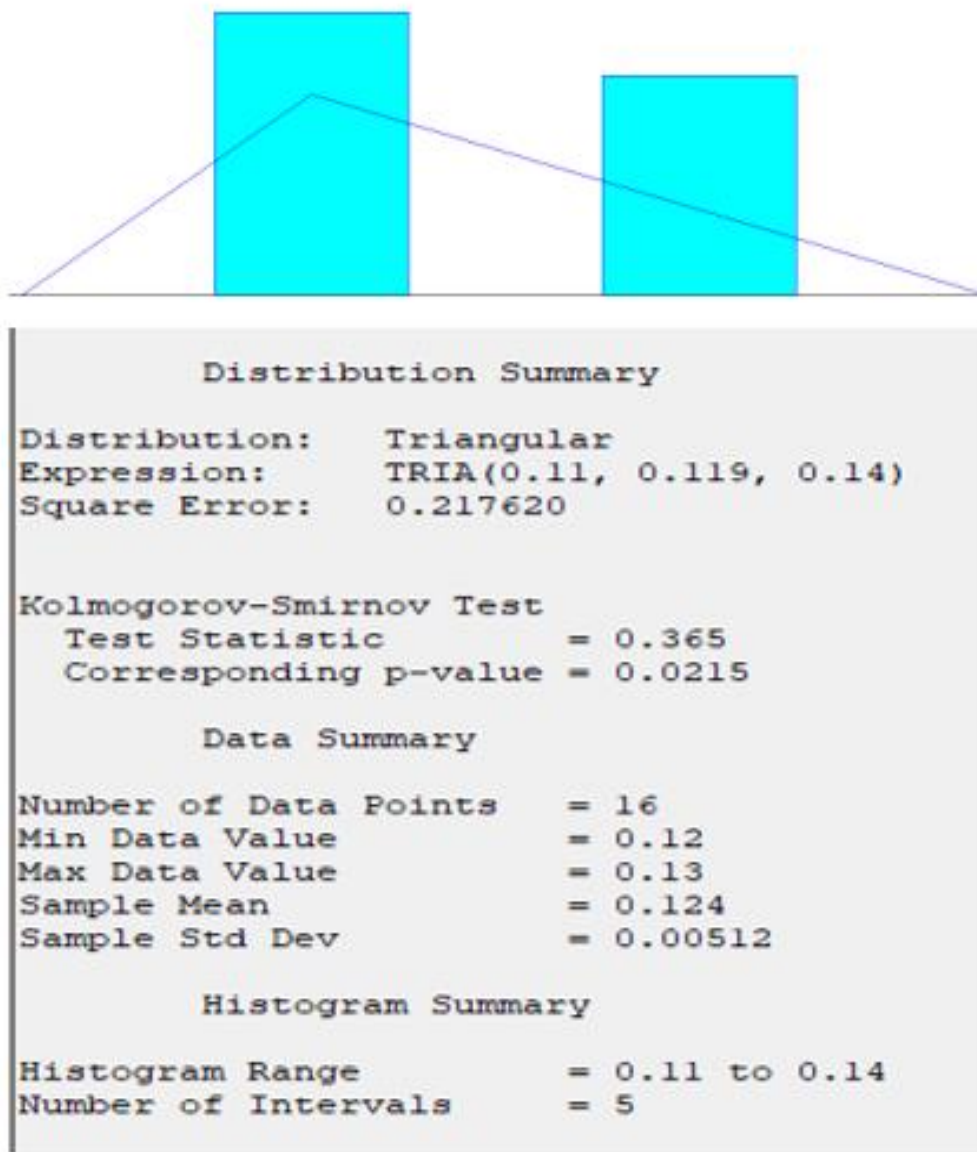 Distribution Summary
Distribution: Triangular
Expression: TRIA(0.11, 0.119, 0.14)
Square Error: 0.217620
Kolmogorov-Smirnov Test
Test Statistic = 0.365
Corresponding p-value = 0.0215
Data Summary
Number of Data Points = 16
Min Data Value = 0.12
Max Data Value = 0.13
Sample Mean = 0.124
Sample Std Dev = 0.00512
Histogram Summary
Histogram Range = 0.11 to 0.14
Number of Intervals = 5